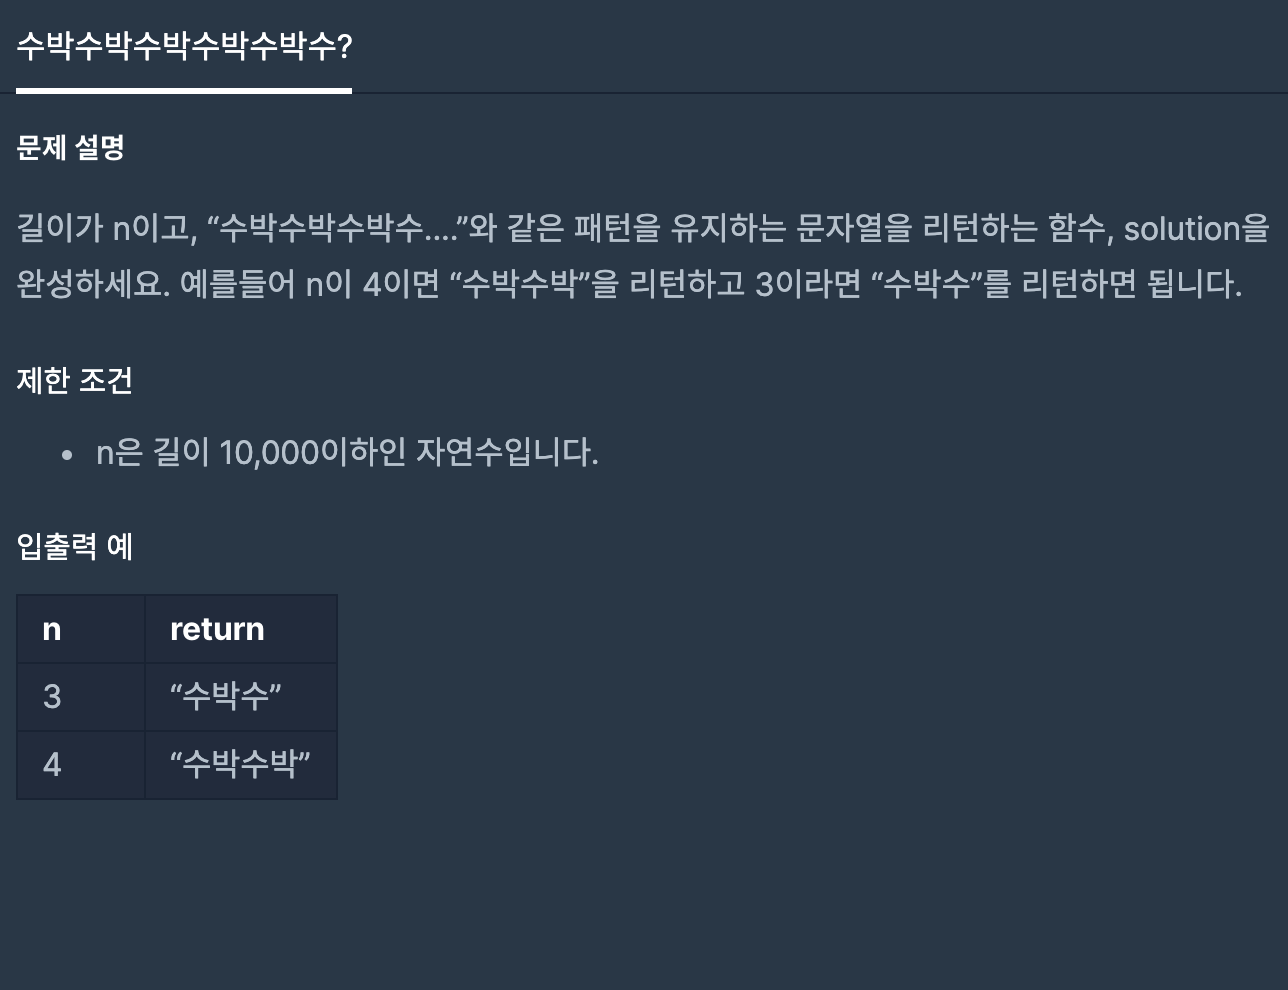 수박수박수박수박수박수?
문제 설명
길이가 n이고, “수박수박수박수....”와 같은 패턴을 유지하는 문자열을 리턴하는 함수, solution을
완성하세요. 예를들어 n이 4이면 “수박수박”을 리턴하고 3이라면 “수박수”를 리턴하면 됩니다.
제한 조건
• n은 길이 10,000이하인 자연수입니다.
입출력 예
n return
3 “수박수”
4 “수박수박”